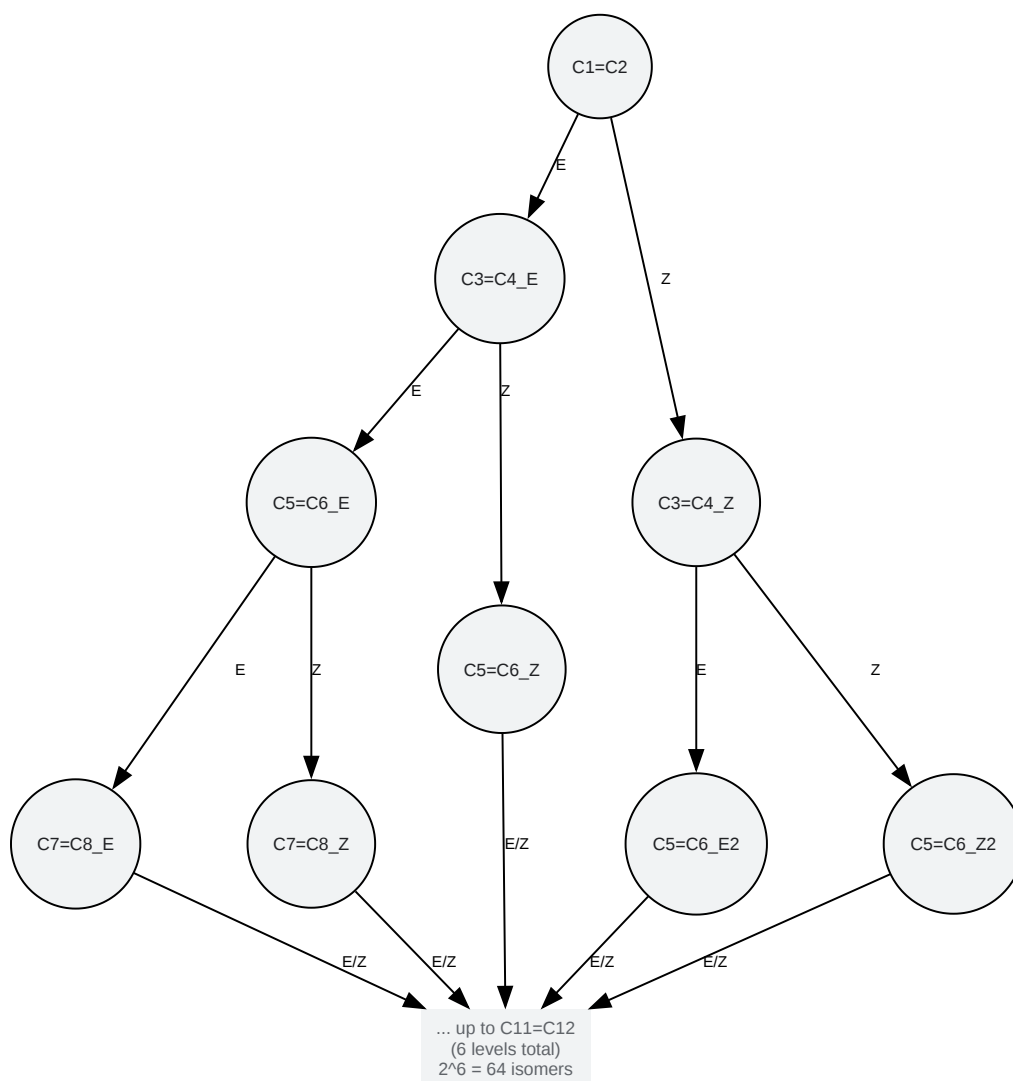 C1=C2
E
C3=C4_E
Z
E
Z
C5=C6_E
C3=C4_Z
E
Z
C5=C6_Z
E
Z
C7=C8_E
C7=C8_Z
E/Z
C5=C6_E2
C5=C6_Z2
E/Z
E/Z
E/Z
E/Z
... up to C11=C12
(6 levels total)
2^6 = 64 isomers